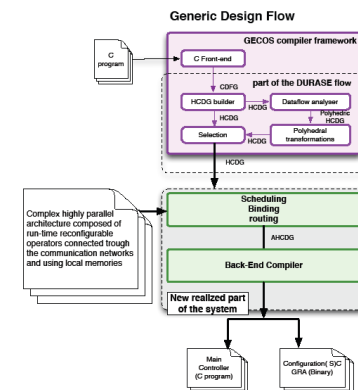 Generic Design Flow
GECOS compiler framework
C
program
C Front-end
CDFG
part of the DURASE flow
HCDG builder
HCDG
Dataflow analyser
HCDG
Polyhedric
HCDG
Selection
HCDG
Polyhedral
transformations
HCDG
Complex highly parallel
architecture composed of
run-time reconfigurable
operators connected trough
the communication networks
and using local memories
Scheduling
Binding
routing
AHCDG
Back-End Compiler
New realized part
of the system
Main
Controller
(C program)
Configuration( S)C
GRA (Binary)